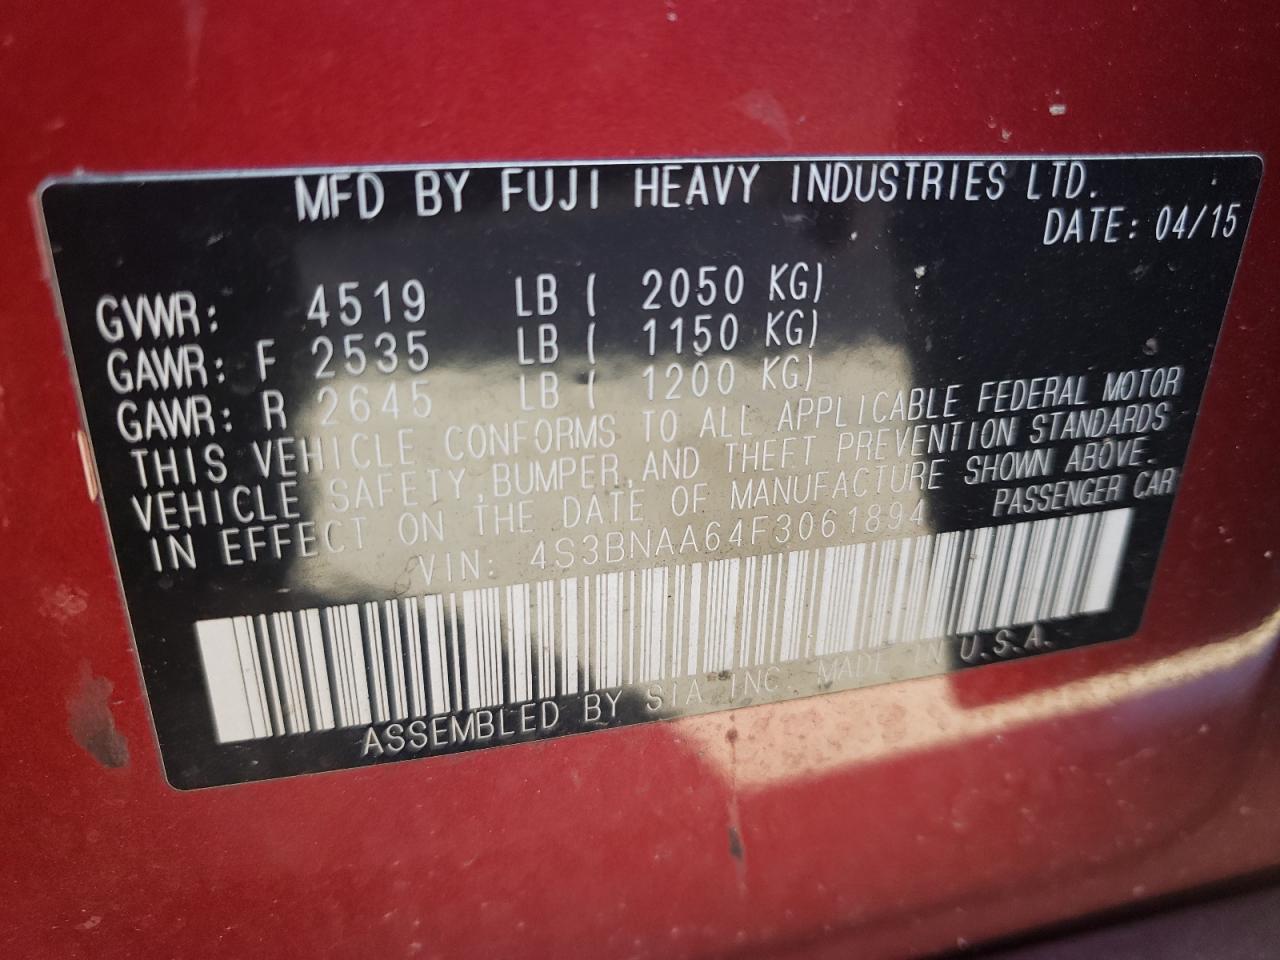 MFD BY FUJI HEAVY INDUSTRIES LTD.
DATE: 04/15
GVWR: 4519 LB ( 2050 KG)
GAWR: F 2535 LB ( 1150 KG)
GAWR: R 2645 LB ( 1200 KG)
THIS VEHICLE CONFORMS TO ALL APPLICABLE FEDERAL MOTOR
VEHICLE SAFETY,BUMPER,AND THEFT PREVENTION STANDARDS
IN EFFECT ON THE DATE OF MANUFACTURE SHOWN ABOVE.
VIN: 4S3BNAA64F3061894 PASSENGER CAR
ASSEMBLED BY SIA INC. MADE IN U.S.A.